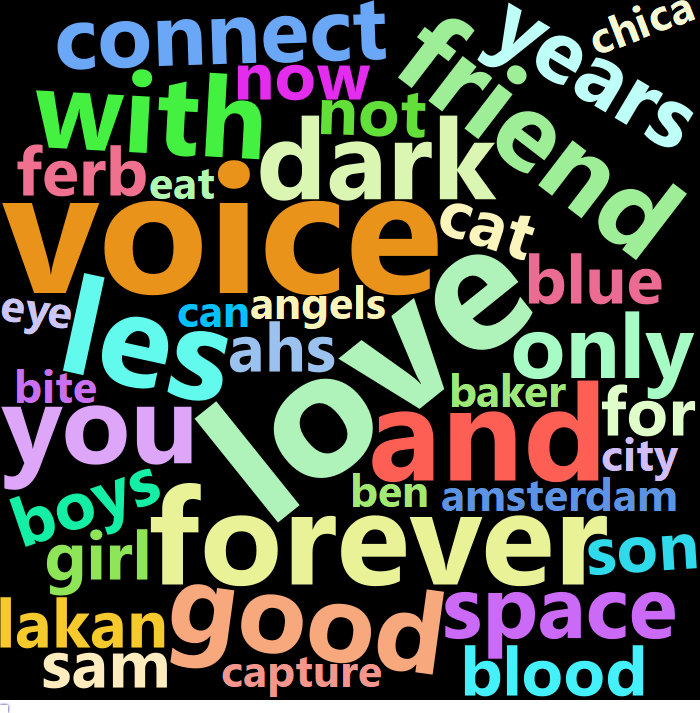 connect
years
chica
now
friend
with
not
dark
ferb
eat
voice
cat
love
blue
eye
les
can
angels
ahs
only
bite
baker
you
and
for
city
boys
ben
amsterdam
forever
girl
son
lakan
good
space
sam
capture
blood